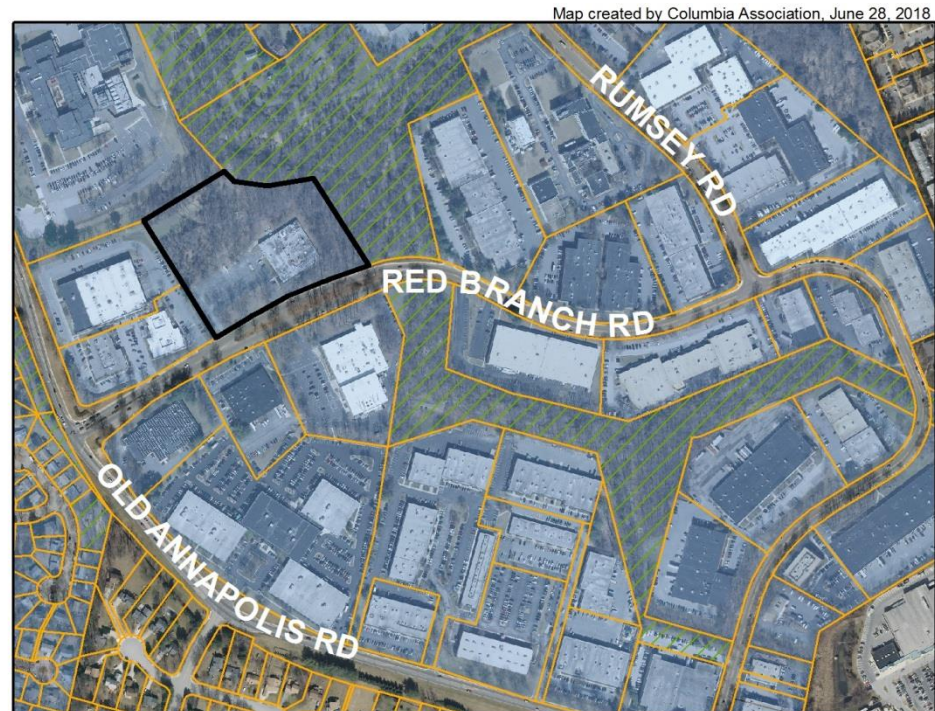 Map created by Columbia Association, June 28, 2018
RUMSEY RD
RED BRANCH RD
OLD ANNAPOLIS RD